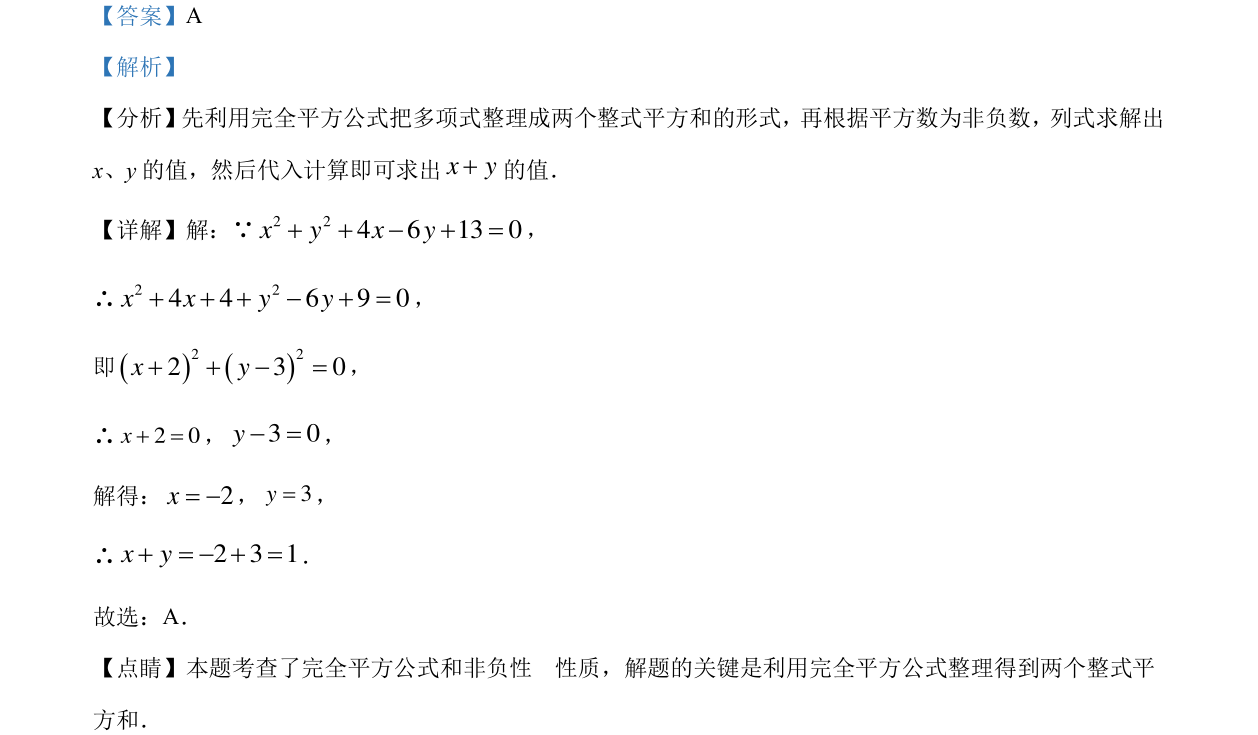 【答案】A
【解析】
【分析】先利用完全平方公式把多项式整理成两个整式平方和的形式，再根据平方数为非负数，列式求解出
x、y 的值，然后代入计算即可求出 x + y 的值．
【详解】解：∵ x² + y² + 4x − 6y + 13 = 0，
∴ x² + 4x + 4 + y² − 6y + 9 = 0，
即 (x + 2)² + (y − 3)² = 0，
∴ x + 2 = 0， y − 3 = 0，
解得： x = −2， y = 3，
∴ x + y = −2 + 3 = 1．
故选：A．
【点睛】本题考查了完全平方公式和非负性 性质，解题的关键是利用完全平方公式整理得到两个整式平
方和．